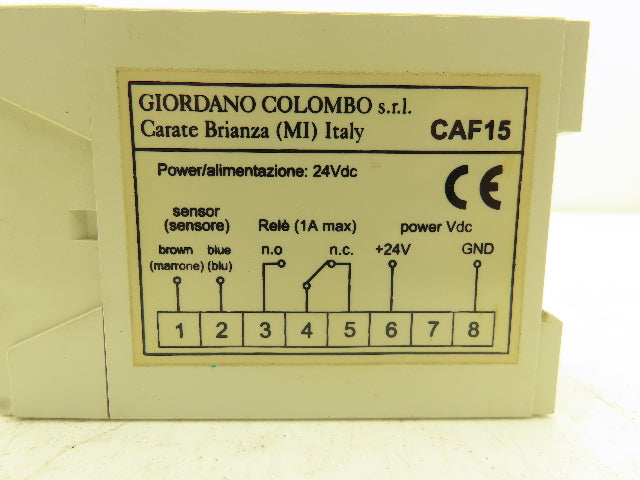 GIORDANO COLOMBO s.r.l.
Carate Brianza (MI) Italy CAF15
Power/alimentazione: 24Vdc
CE
sensor
(sensore) Relè (1A max) power Vdc
brown blue n.o n.c. +24V GND
(marrone) (blu)
1 2 3 4 5 6 7 8